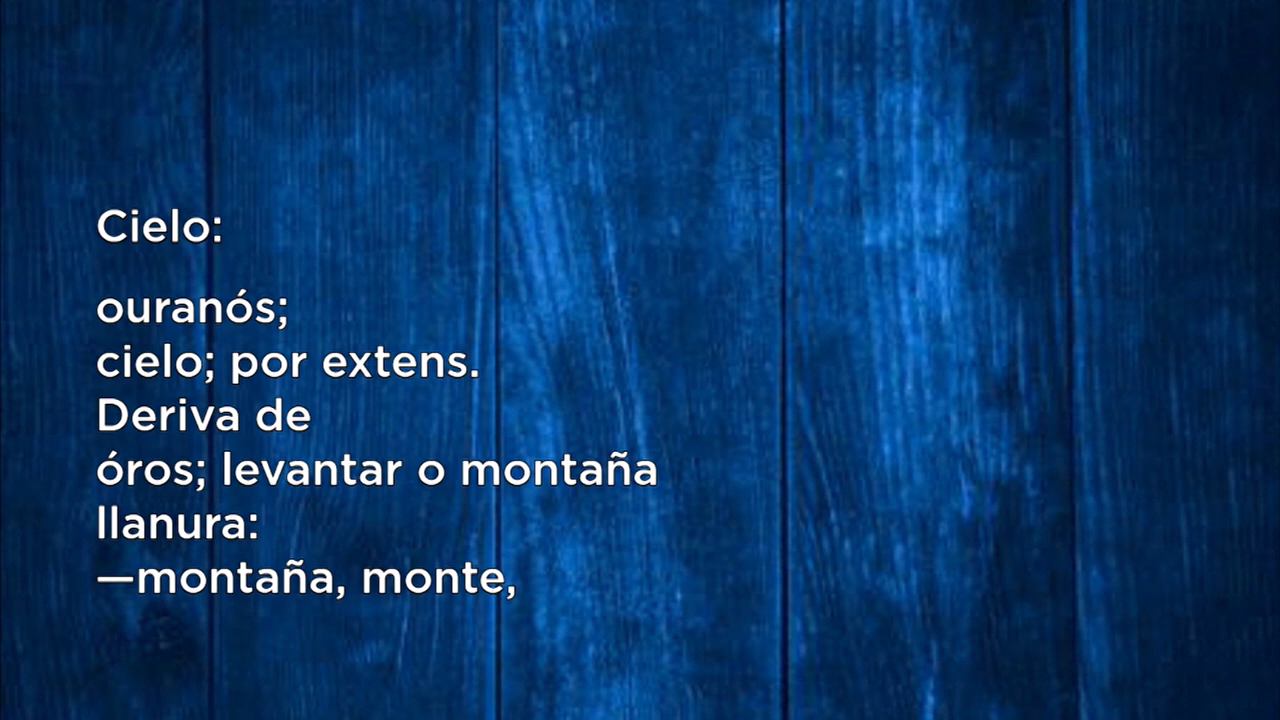 Cielo:
ouranós;
cielo; por extens.
Deriva de
óros; levantar o montaña
llanura:
—montaña, monte,